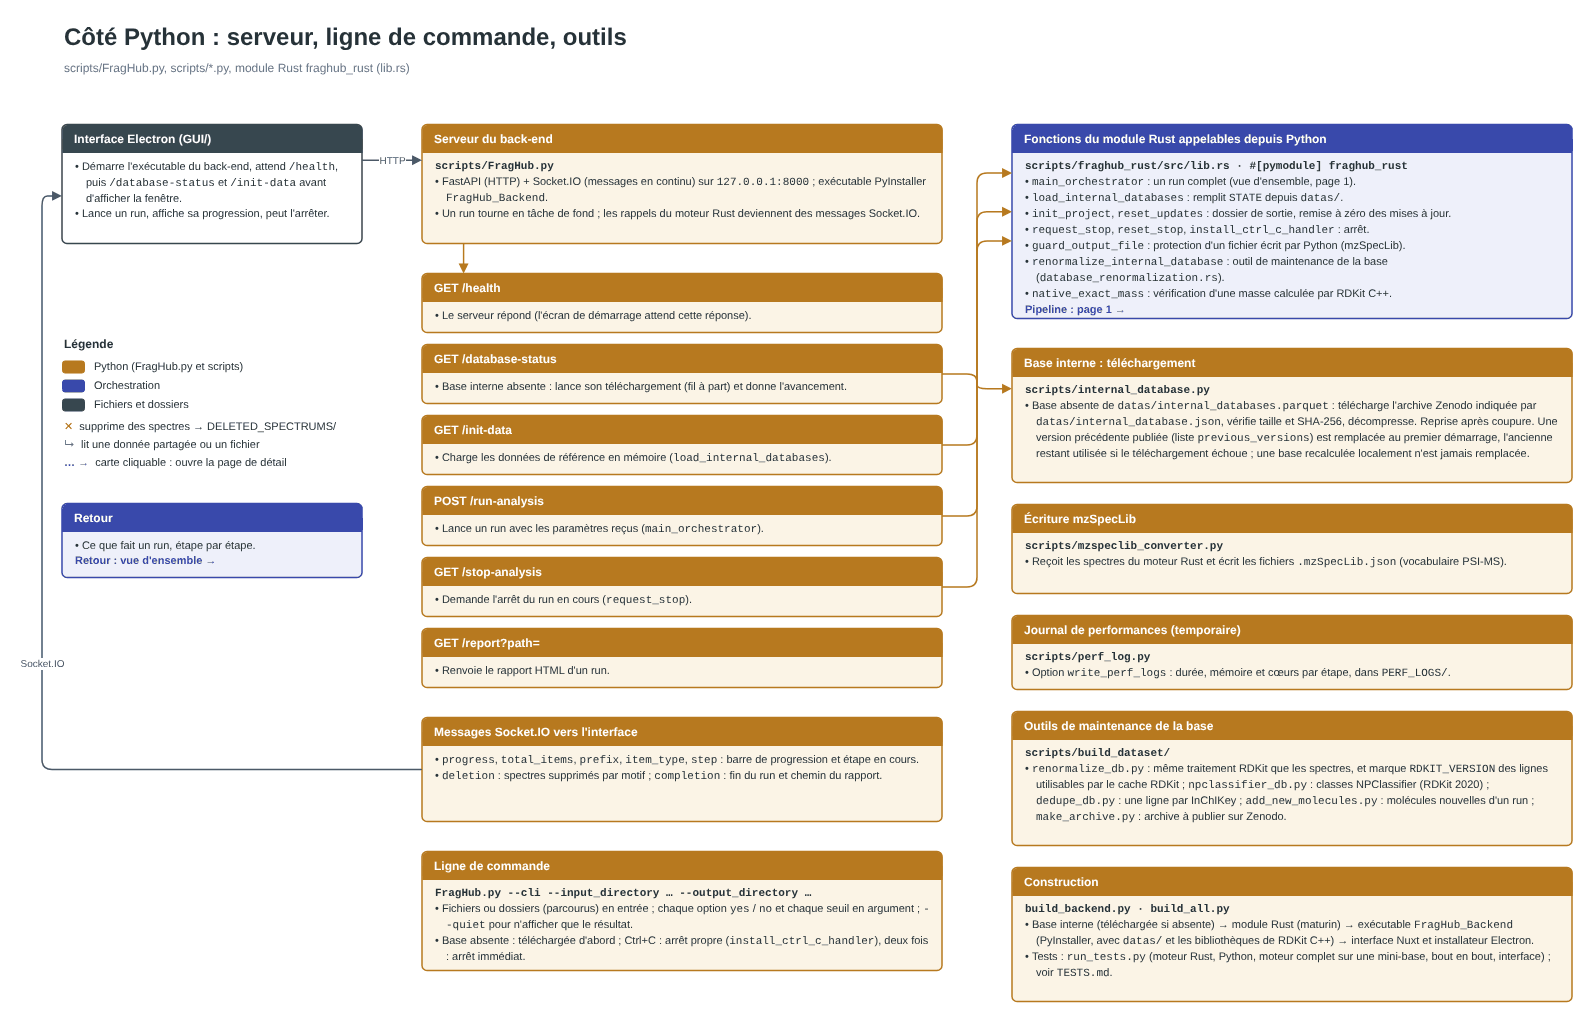 Côté Python : serveur, ligne de commande, outils
scripts/FragHub.py, scripts/*.py, module Rust fraghub_rust (lib.rs)
Interface Electron (GUI/)
• Démarre l'exécutable du back-end, attend /health,
puis /database-status et /init-data avant
d'afficher la fenêtre.
• Lance un run, affiche sa progression, peut l'arrêter.
HTTP
Socket.IO
Légende
Python (FragHub.py et scripts)
Orchestration
Fichiers et dossiers
✕ supprime des spectres → DELETED_SPECTRUMS/
↪ lit une donnée partagée ou un fichier
… → carte cliquable : ouvre la page de détail
Retour
• Ce que fait un run, étape par étape.
Retour : vue d'ensemble →
Serveur du back-end
scripts/FragHub.py
• FastAPI (HTTP) + Socket.IO (messages en continu) sur 127.0.0.1:8000 ; exécutable PyInstaller
FragHub_Backend.
• Un run tourne en tâche de fond ; les rappels du moteur Rust deviennent des messages Socket.IO.
GET /health
• Le serveur répond (l'écran de démarrage attend cette réponse).
GET /database-status
• Base interne absente : lance son téléchargement (fil à part) et donne l'avancement.
GET /init-data
• Charge les données de référence en mémoire (load_internal_databases).
POST /run-analysis
• Lance un run avec les paramètres reçus (main_orchestrator).
GET /stop-analysis
• Demande l'arrêt du run en cours (request_stop).
GET /report?path=
• Renvoie le rapport HTML d'un run.
Messages Socket.IO vers l'interface
• progress, total_items, prefix, item_type, step : barre de progression et étape en cours.
• deletion : spectres supprimés par motif ; completion : fin du run et chemin du rapport.
Ligne de commande
FragHub.py --cli --input_directory … --output_directory …
• Fichiers ou dossiers (parcourus) en entrée ; chaque option yes / no et chaque seuil en argument ; -
-quiet pour n'afficher que le résultat.
• Base absente : téléchargée d'abord ; Ctrl+C : arrêt propre (install_ctrl_c_handler), deux fois
: arrêt immédiat.
Fonctions du module Rust appelables depuis Python
scripts/fraghub_rust/src/lib.rs · #[pymodule] fraghub_rust
• main_orchestrator : un run complet (vue d'ensemble, page 1).
• load_internal_databases : remplit STATE depuis datas/.
• init_project, reset_updates : dossier de sortie, remise à zéro des mises à jour.
• request_stop, reset_stop, install_ctrl_c_handler : arrêt.
• guard_output_file : protection d'un fichier écrit par Python (mzSpecLib).
• renormalize_internal_database : outil de maintenance de la base
(database_renormalization.rs).
• native_exact_mass : vérification d'une masse calculée par RDKit C++.
Pipeline : page 1 →
Base interne : téléchargement
scripts/internal_database.py
• Base absente de datas/internal_databases.parquet : télécharge l'archive Zenodo indiquée par
datas/internal_database.json, vérifie taille et SHA-256, décompresse. Reprise après coupure. Une
version précédente publiée (liste previous_versions) est remplacée au premier démarrage, l'ancienne
restant utilisée si le téléchargement échoue ; une base recalculée localement n'est jamais remplacée.
Écriture mzSpecLib
scripts/mzspeclib_converter.py
• Reçoit les spectres du moteur Rust et écrit les fichiers .mzSpecLib.json (vocabulaire PSI-MS).
Journal de performances (temporaire)
scripts/perf_log.py
• Option write_perf_logs : durée, mémoire et cœurs par étape, dans PERF_LOGS/.
Outils de maintenance de la base
scripts/build_dataset/
• renormalize_db.py : même traitement RDKit que les spectres, et marque RDKIT_VERSION des lignes
utilisables par le cache RDKit ; npclassifier_db.py : classes NPClassifier (RDKit 2020) ;
dedupe_db.py : une ligne par InChIKey ; add_new_molecules.py : molécules nouvelles d'un run ;
make_archive.py : archive à publier sur Zenodo.
Construction
build_backend.py · build_all.py
• Base interne (téléchargée si absente) → module Rust (maturin) → exécutable FragHub_Backend
(PyInstaller, avec datas/ et les bibliothèques de RDKit C++) → interface Nuxt et installateur Electron.
• Tests : run_tests.py (moteur Rust, Python, moteur complet sur une mini-base, bout en bout, interface) ;
voir TESTS.md.